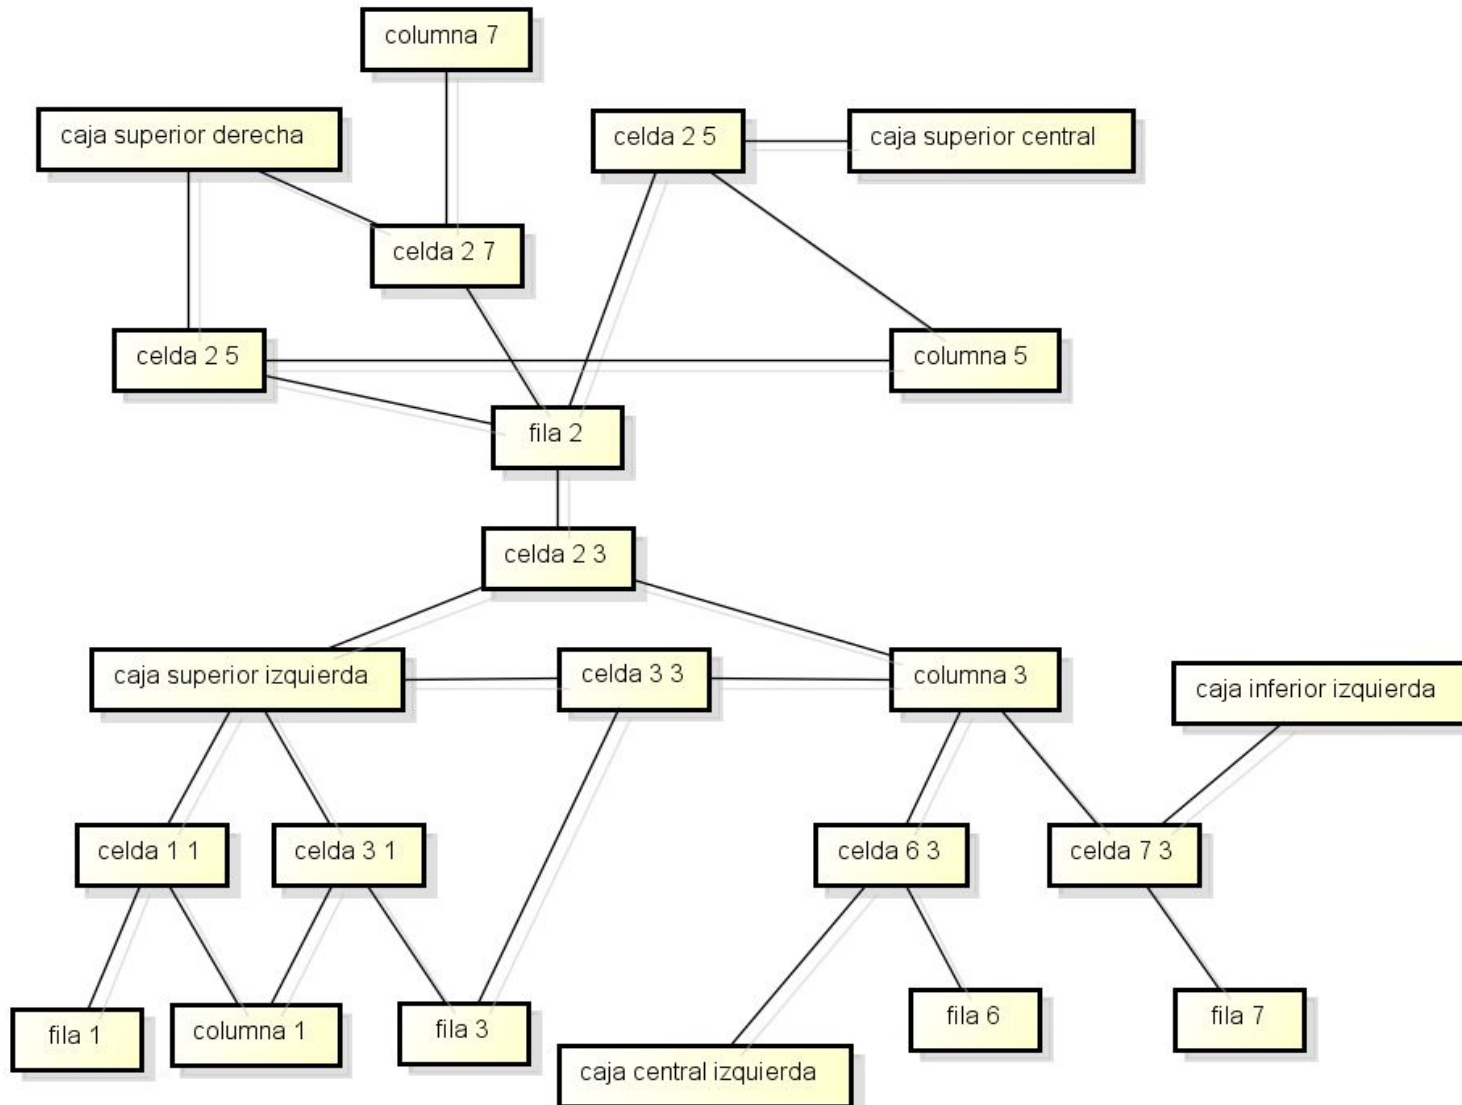 columna 7
caja superior derecha
celda 2 5
caja superior central
celda 2 7
celda 2 5
columna 5
fila 2
celda 2 3
caja superior izquierda
celda 3 3
columna 3
caja inferior izquierda
celda 1 1
celda 3 1
celda 6 3
celda 7 3
fila 1
columna 1
fila 3
caja central izquierda
fila 6
fila 7